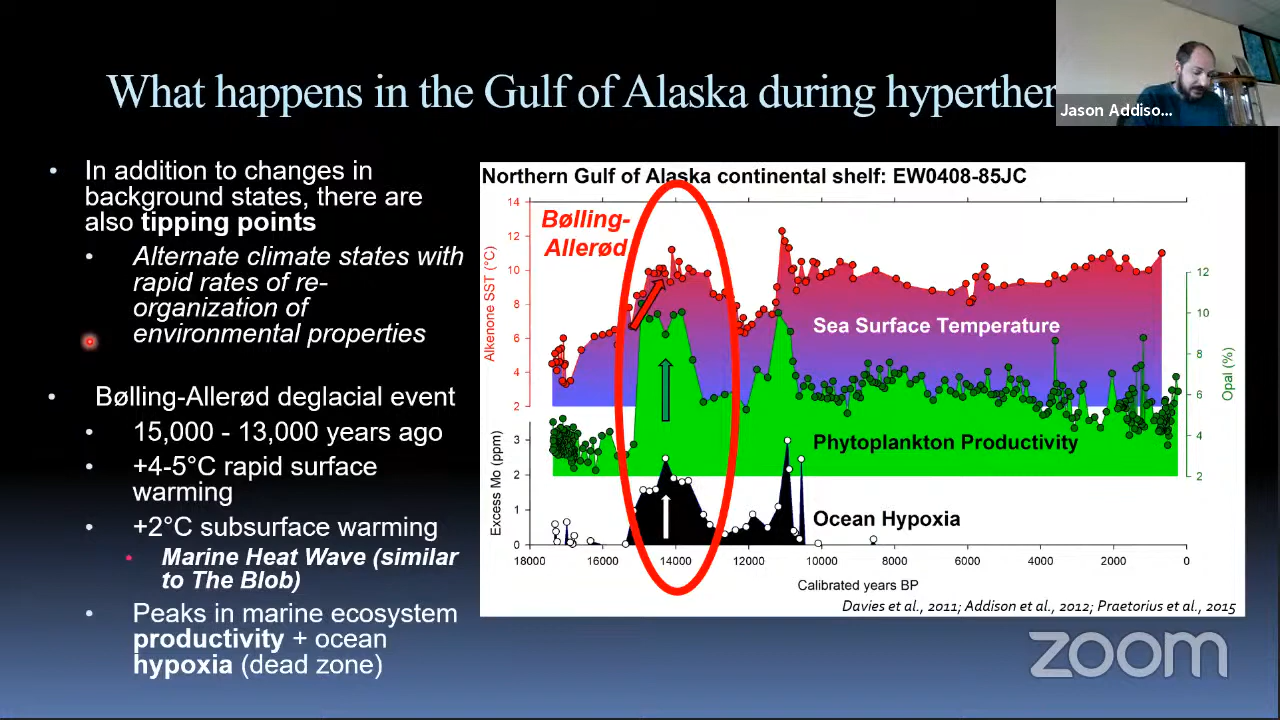 What happens in the Gulf of Alaska during hyperther
Jason Addiso...
• In addition to changes in
background states, there are
also tipping points
• Alternate climate states with
rapid rates of re-
organization of
environmental properties
• Bølling-Allerød deglacial event
• 15,000 - 13,000 years ago
• +4-5°C rapid surface
warming
• +2°C subsurface warming
• Marine Heat Wave (similar
to The Blob)
• Peaks in marine ecosystem
productivity + ocean
hypoxia (dead zone)
Northern Gulf of Alaska continental shelf: EW0408-85JC
Bølling-
Allerød
Alkenone SST (°C)
14
12
10
8
6
4
2
Sea Surface Temperature
12
10
8
6
4
2
Opal (%)
Phytoplankton Productivity
Excess Mo (ppm)
3
2
1
0
Ocean Hypoxia
18000 16000 14000 12000 10000 8000 6000 4000 2000 0
Calibrated years BP
Davies et al., 2011; Addison et al., 2012; Praetorius et al., 2015
zoom